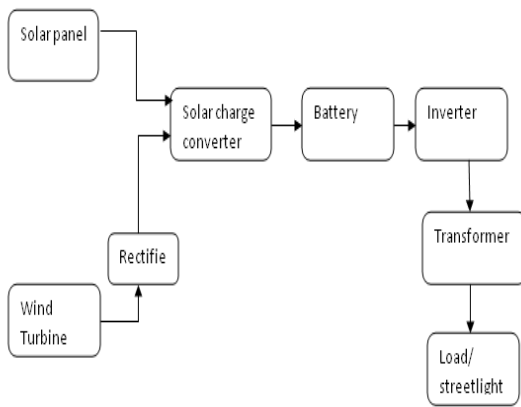 Solar panel
Solar charge
converter
Battery
Inverter
Transformer
Rectifie
Wind
Turbine
Load/
streetlight